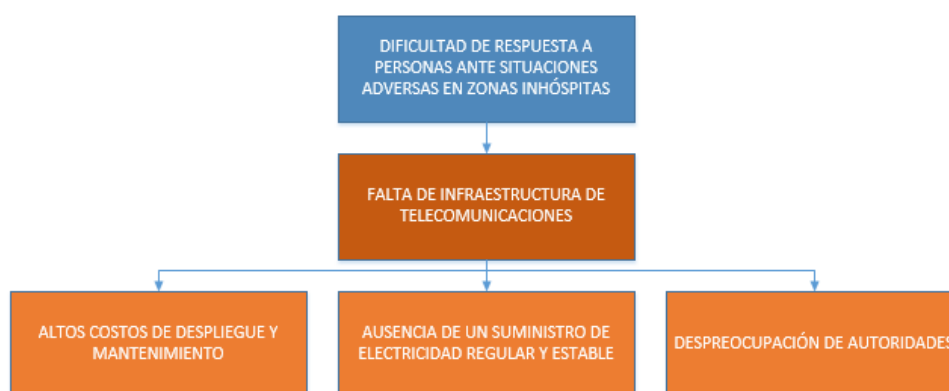 DIFICULTAD DE RESPUESTA A
PERSONAS ANTE SITUACIONES
ADVERSAS EN ZONAS INHÓSPITAS
FALTA DE INFRAESTRUCTURA DE
TELECOMUNICACIONES
ALTOS COSTOS DE DESPLIEGUE Y
MANTENIMIENTO
AUSENCIA DE UN SUMINISTRO DE
ELECTRICIDAD REGULAR Y ESTABLE
DESPREOCUPACIÓN DE AUTORIDADES